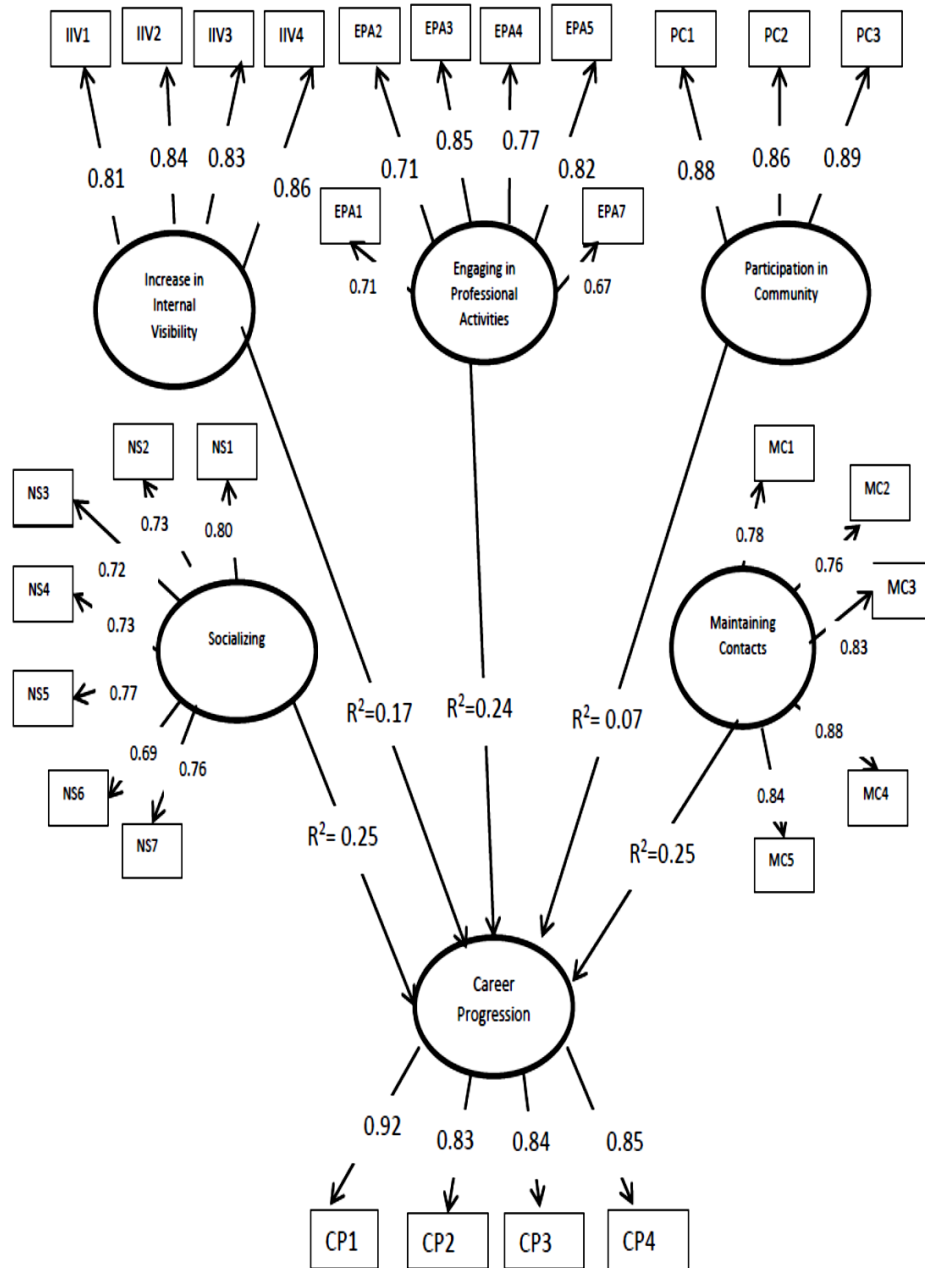 IIV1
IIV2
IIV3
IIV4
EPA2
EPA3
EPA4
EPA5
PC1
PC2
PC3
0.81
0.84
0.83
0.86
0.71
0.85
0.77
0.82
0.88
0.86
0.89
EPA1
EPA7
0.71
0.67
Increase in
Internal
Visibility
Engaging in
Professional
Activities
Participation in
Community
NS1
NS2
NS3
NS4
NS5
NS6
NS7
0.80
0.73
0.72
0.73
0.77
0.69
0.76
Socializing
MC1
MC2
MC3
MC4
MC5
0.78
0.76
0.83
0.88
0.84
Maintaining
Contacts
R²=0.17
R²=0.24
R²= 0.07
R²= 0.25
R²=0.25
Career
Progression
0.92
0.83
0.84
0.85
CP1
CP2
CP3
CP4